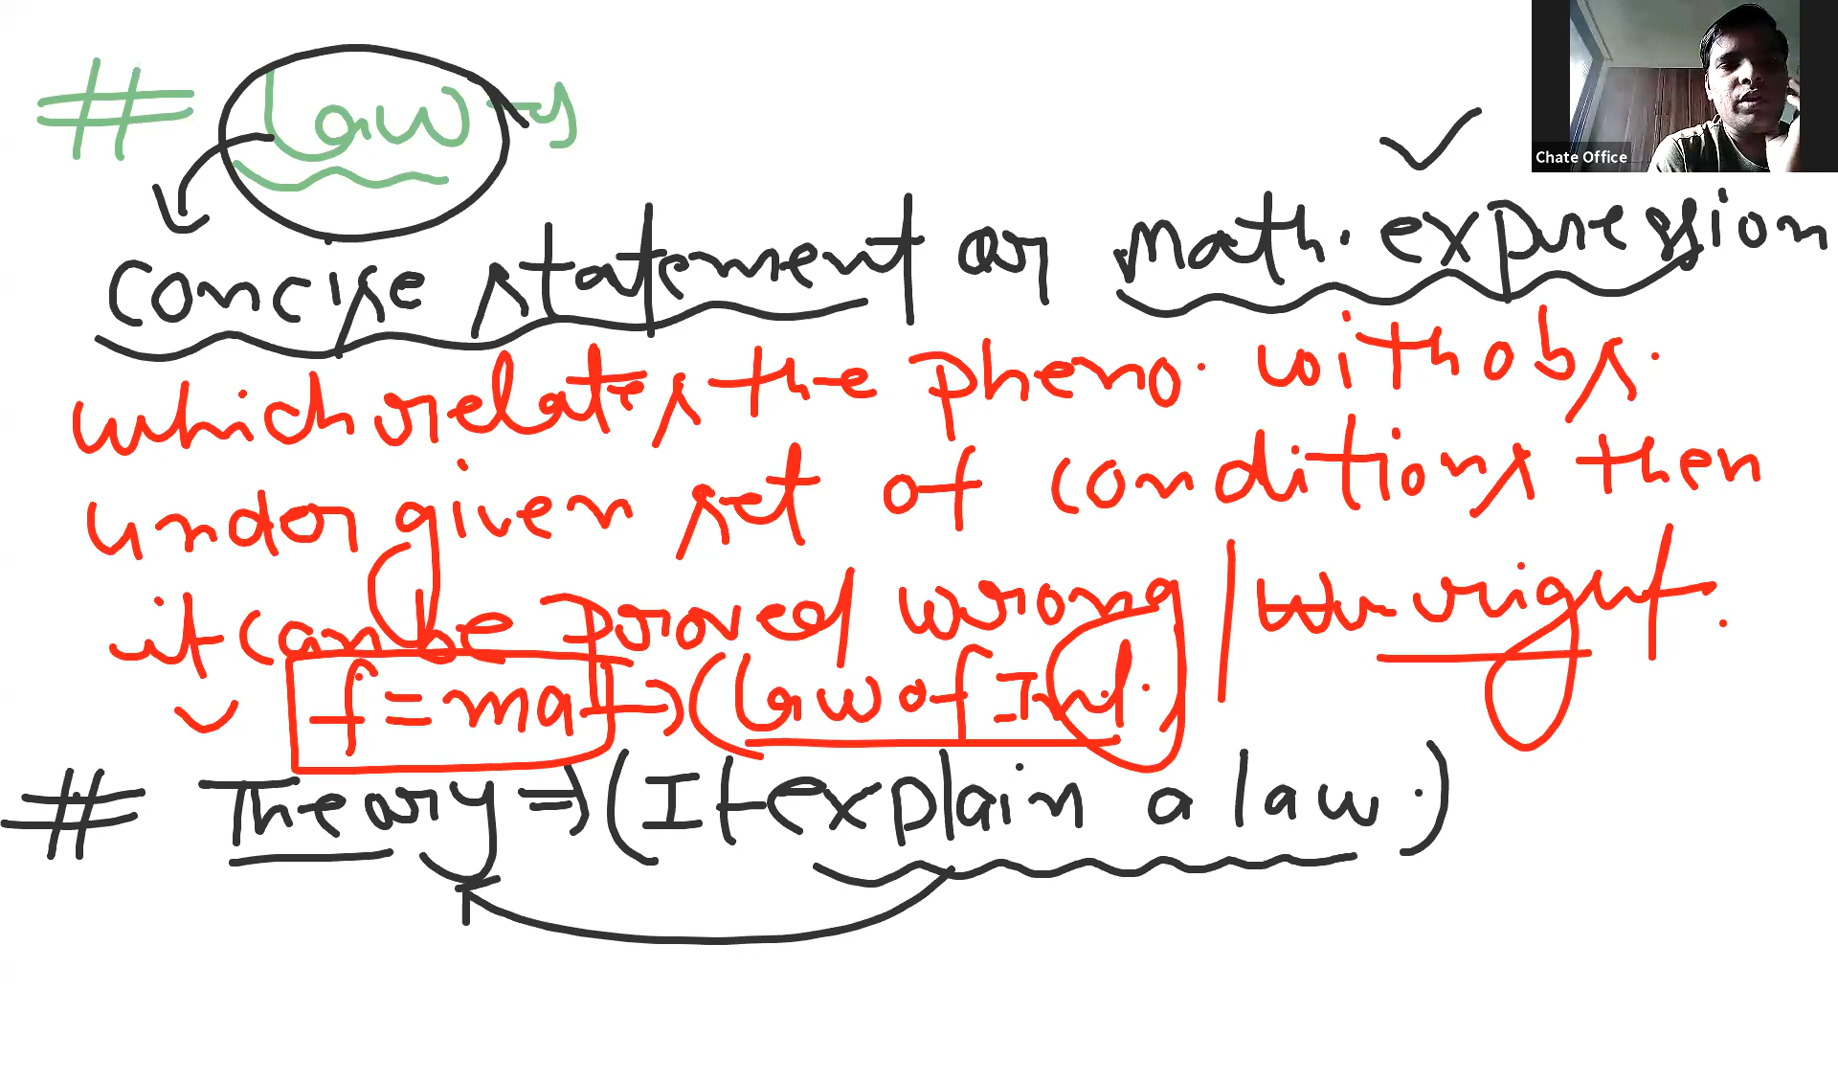 # Law →
Chate Office
concise statement or math. expression
which relates the pheno. with obs.
under given set of conditions then
it can be proved wrong / right.
f = ma → (Law of Int.)
# Theory ⇒ (It explain a law.)